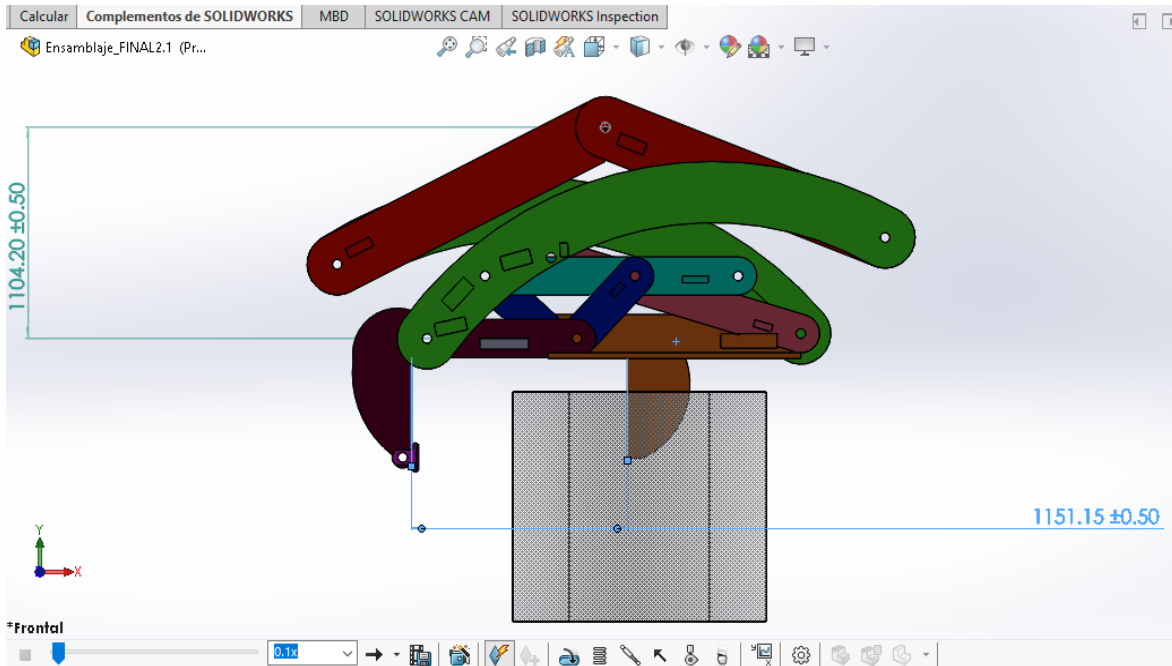 Calcular Complementos de SOLIDWORKS MBD SOLIDWORKS CAM SOLIDWORKS Inspection
Ensamblaje_FINAL2.1 (Pr...
1104.20 ±0.50
1151.15 ±0.50
Y
X
*Frontal
0.1x